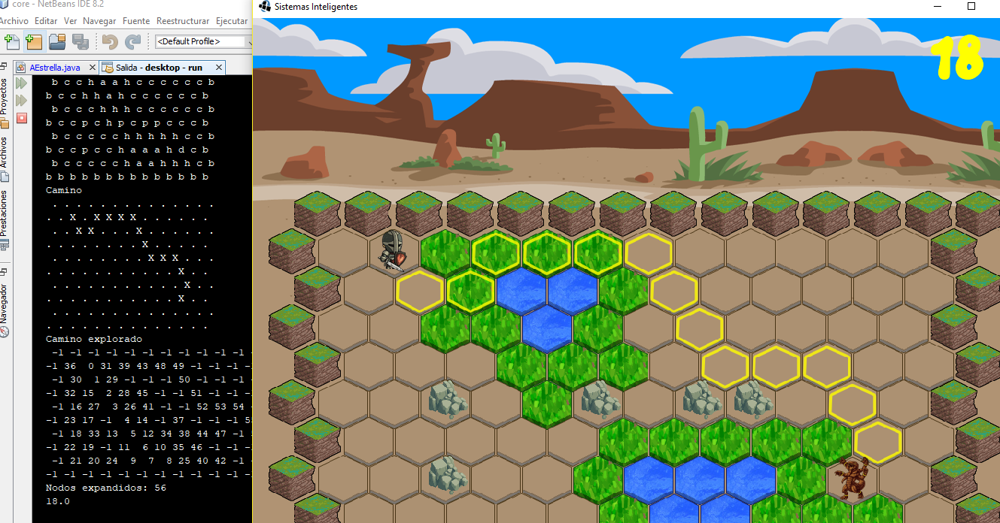 core - NetBeans IDE 8.2
Archivo Editar Ver Navegar Fuente Reestructurar Ejecutar
<Default Profile>
AEstrella.java
Salida - desktop - run
Proyectos
Archivos
Prestaciones
Navegador
b c c h a a h c c c c c c b
b c c h h a h c c c c c c b
b c c c h h h c c c c c c b
b c c p c h p c p p c c c b
b c c c c c h h h h h c c b
b c c p c c h a a a h d c b
b c c c c c h a a h h h c b
b b b b b b b b b b b b b b
Camino
. . . . . . . . . . . . . .
. . x . x x x x . . . . . .
. . x x . . . x . . . . . .
. . . . . . . . x . . . . .
. . . . . . . . x x x . . .
. . . . . . . . . . . x . .
. . . . . . . . . . . x . .
. . . . . . . . . . . x . .
. . . . . . . . . . . . . .
. . . . . . . . . . . . . .
Camino explorado
-1 -1 -1 -1 -1 -1 -1 -1 -1 -1 -1
-1 36 0 31 39 43 48 49 -1 -1 -1 -1
-1 30 1 29 -1 -1 -1 50 -1 -1 -1
-1 32 15 2 28 45 -1 -1 51 -1 -1 -1
-1 16 27 3 26 41 -1 -1 52 53 54
-1 23 17 -1 4 14 -1 37 -1 -1 -1
-1 18 33 13 5 12 34 38 44 47 -1
-1 22 19 -1 11 6 10 35 46 -1 -1 -1
-1 21 20 24 9 7 8 25 40 42 -1
-1 -1 -1 -1 -1 -1 -1 -1 -1 -1 -1 -1
Nodos expandidos: 56
18.0
Sistemas Inteligentes
18